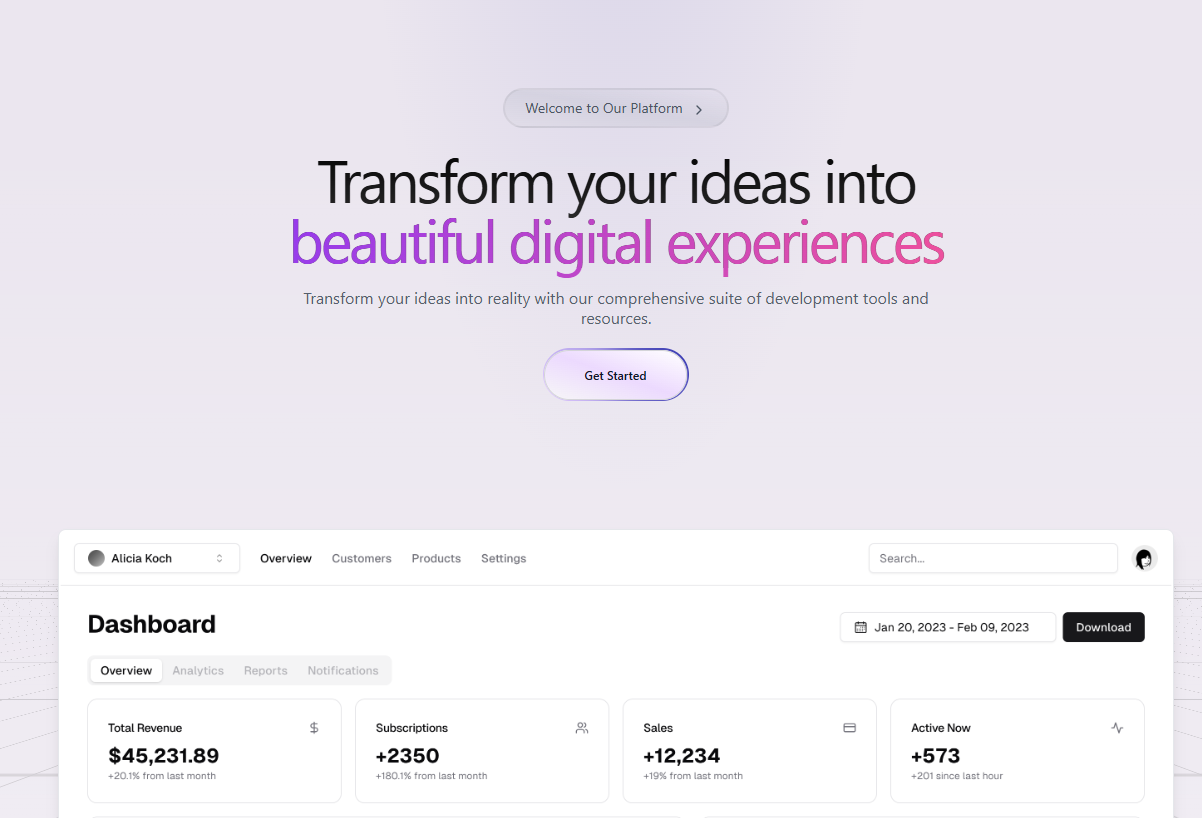 Welcome to Our Platform
Transform your ideas into
beautiful digital experiences
Transform your ideas into reality with our comprehensive suite of development tools and
resources.
Get Started
Alicia Koch Overview Customers Products Settings Search...
Dashboard
Jan 20, 2023 - Feb 09, 2023 Download
Overview Analytics Reports Notifications
Total Revenue $
$45,231.89
+20.1% from last month
Subscriptions
+2350
+180.1% from last month
Sales
+12,234
+19% from last month
Active Now
+573
+201 since last hour